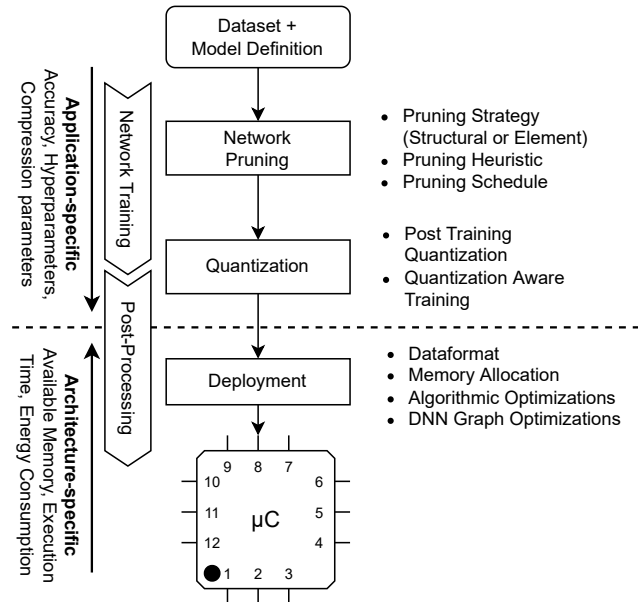 Dataset +
Model Definition
Network
Pruning
• Pruning Strategy
(Structural or Element)
• Pruning Heuristic
• Pruning Schedule
Quantization
• Post Training
Quantization
• Quantization Aware
Training
Deployment
• Dataformat
• Memory Allocation
• Algorithmic Optimizations
• DNN Graph Optimizations
Application-specific
Accuracy, Hyperparameters,
Compression parameters
Network Training
Post-Processing
Architecture-specific
Available Memory, Execution
Time, Energy Consumption
9 8 7
10 6
11 µC 5
12 4
1 2 3